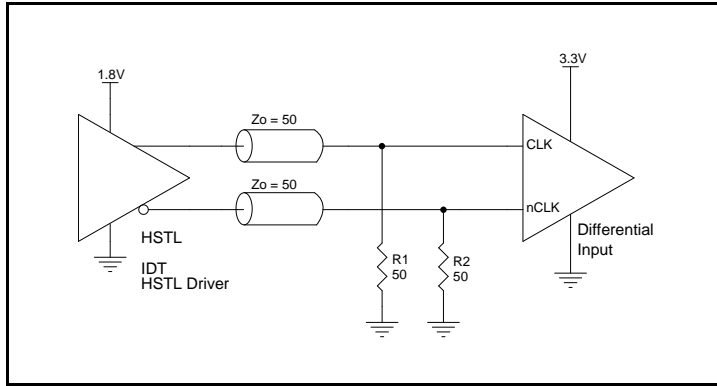 1.8V
3.3V
Zo = 50
CLK
Zo = 50
nCLK
HSTL
IDT
HSTL Driver
Differential
Input
R1
50
R2
50